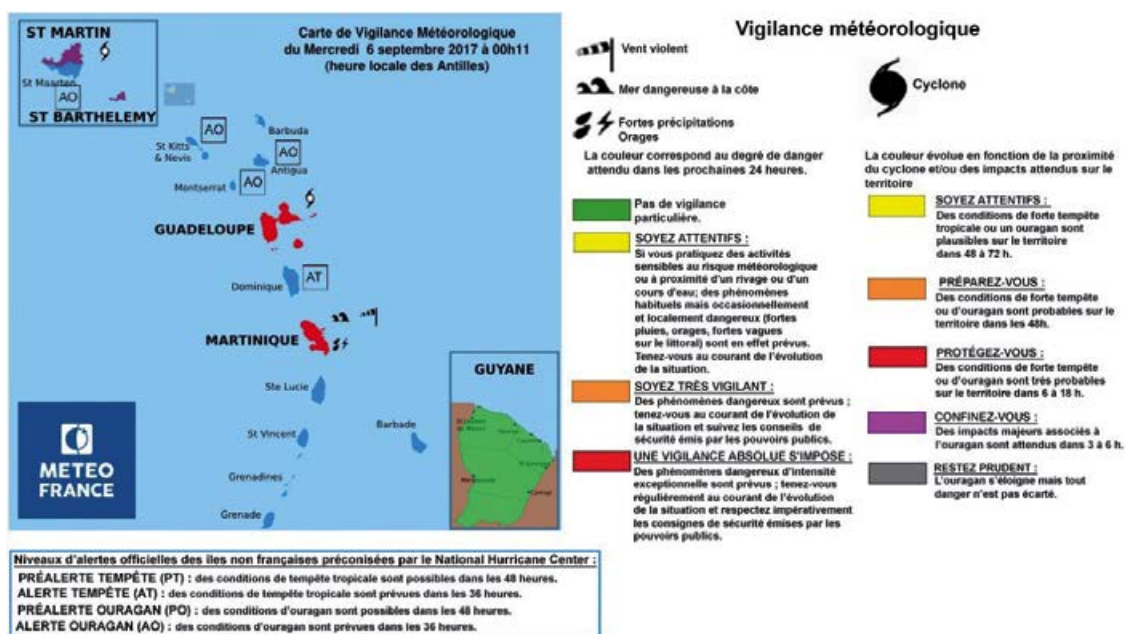 ST MARTIN
St Maarten
AO
ST BARTHELEMY
Carte de Vigilance Météorologique
du Mercredi 6 septembre 2017 à 00h11
(heure locale des Antilles)
AO
St Kitts
& Nevis
Barbuda
AO
Antigua
Montserrat
AO
GUADELOUPE
Dominique
AT
MARTINIQUE
Ste Lucie
St Vincent
Barbade
Grenadines
Grenade
METEO
FRANCE
GUYANE
Vigilance météorologique
Vent violent
Mer dangereuse à la côte
Fortes précipitations
Orages
La couleur correspond au degré de danger
attendu dans les prochaines 24 heures.
Pas de vigilance
particulière.
SOYEZ ATTENTIFS :
Si vous pratiquez des activités
sensibles au risque météorologique
ou à proximité d'un rivage ou d'un
cours d'eau; des phénomènes
habituels mais occasionnellement
et localement dangereux (fortes
pluies, orages, fortes vagues
sur le littoral) sont en effet prévus.
Tenez-vous au courant de l'évolution
de la situation.
SOYEZ TRÈS VIGILANT :
Des phénomènes dangereux sont prévus ;
tenez-vous au courant de l'évolution de
la situation et suivez les conseils de
sécurité émis par les pouvoirs publics.
UNE VIGILANCE ABSOLUE S'IMPOSE :
Des phénomènes dangereux d'intensité
exceptionnelle sont prévus ; tenez-vous
régulièrement au courant de l'évolution
de la situation et respectez impérativement
les consignes de sécurité émises par les
pouvoirs publics.
Cyclone
La couleur évolue en fonction de la proximité
du cyclone et/ou des impacts attendus sur le
territoire
SOYEZ ATTENTIFS :
Des conditions de forte tempête
tropicale ou un ouragan sont
plausibles sur le territoire
dans 48 à 72 h.
PRÉPAREZ-VOUS :
Des conditions de forte tempête
ou d'ouragan sont probables sur le
territoire dans les 48h.
PROTÉGEZ-VOUS :
Des conditions de forte tempête
ou d'ouragan sont très probables
sur le territoire dans 6 à 18 h.
CONFINEZ-VOUS :
Des impacts majeurs associés à
l'ouragan sont attendus dans 3 à 6 h.
RESTEZ PRUDENT :
L'ouragan s'éloigne mais tout
danger n'est pas écarté.
Niveaux d'alertes officielles des îles non françaises préconisées par le National Hurricane Center :
PRÉALERTE TEMPÊTE (PT) : des conditions de tempête tropicale sont possibles dans les 48 heures.
ALERTE TEMPÊTE (AT) : des conditions de tempête tropicale sont prévues dans les 36 heures.
PRÉALERTE OURAGAN (PO) : des conditions d'ouragan sont possibles dans les 48 heures.
ALERTE OURAGAN (AO) : des conditions d'ouragan sont prévues dans les 36 heures.